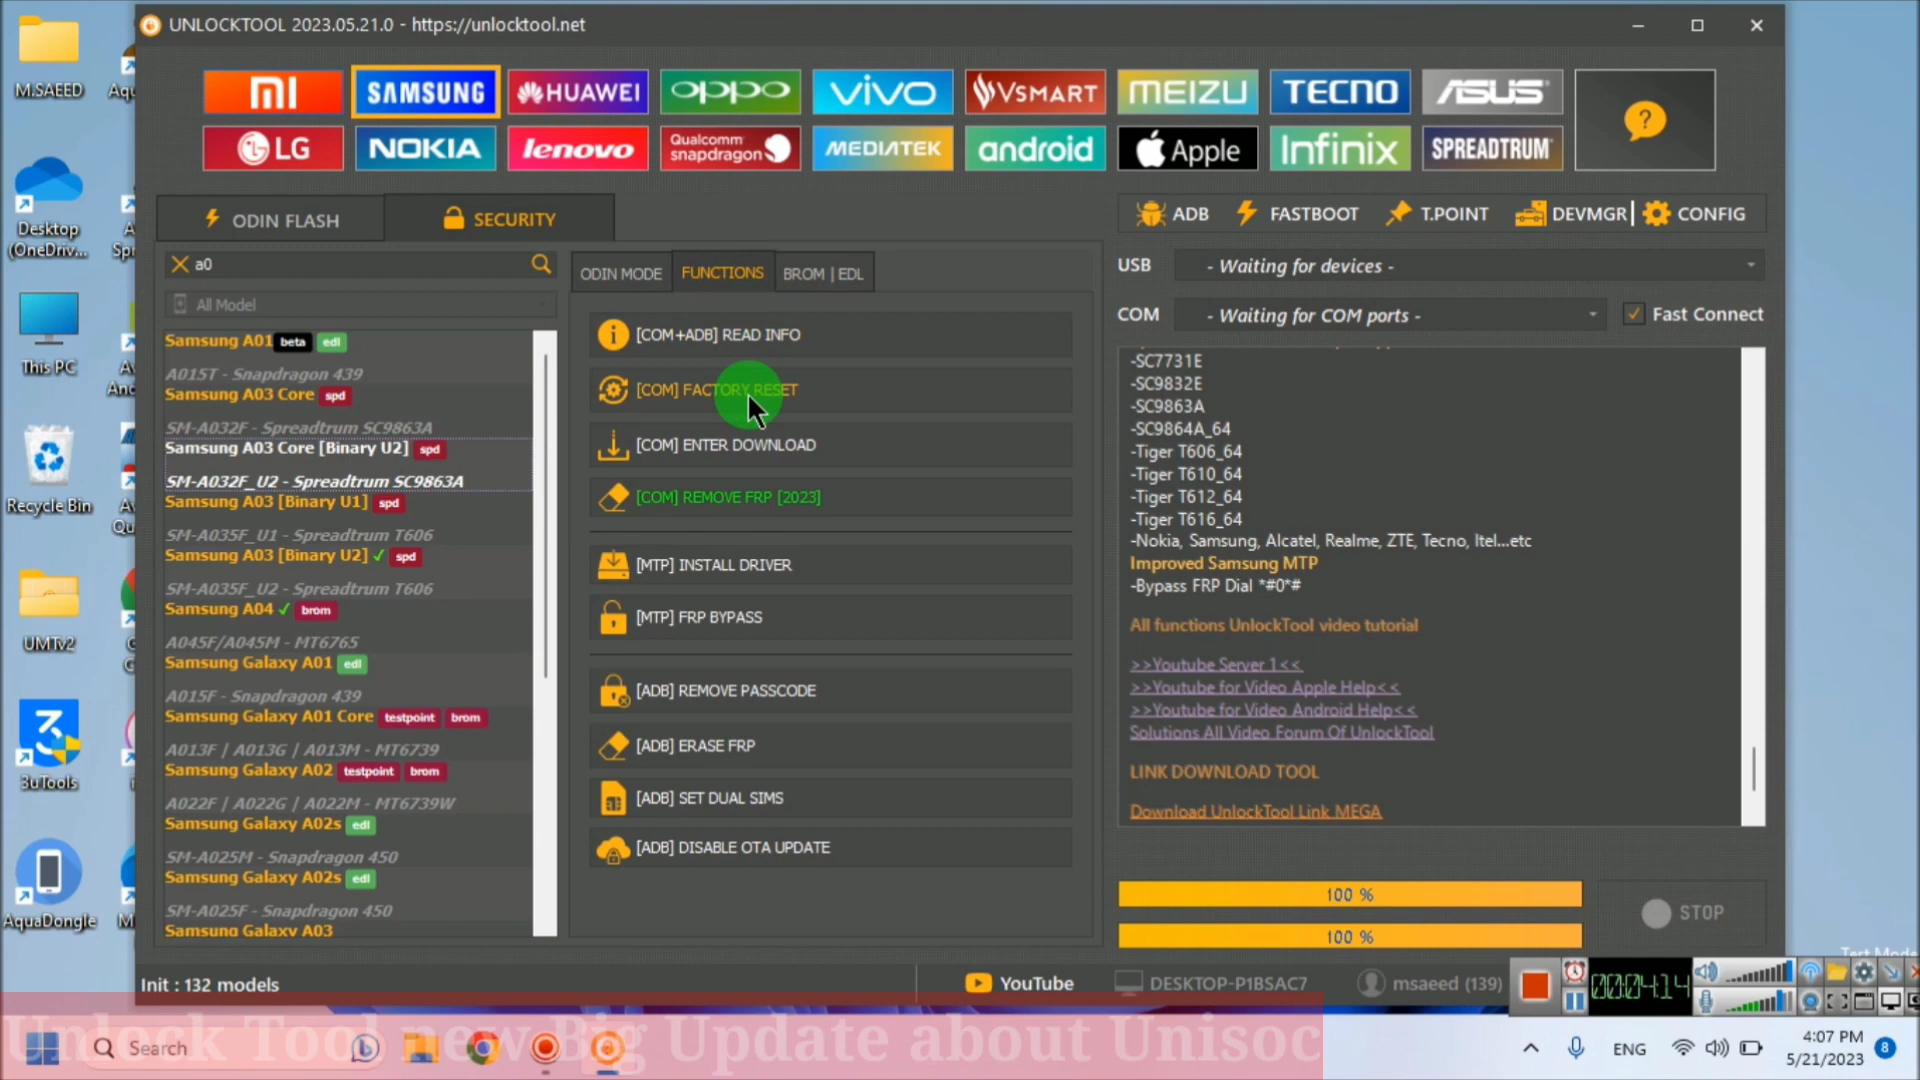 UNLOCKTOOL 2023.05.21.0 - https://unlocktool.net
mi
SAMSUNG
HUAWEI
oppo
vivo
VSMART
MEIZU
TECNO
ASUS
LG
NOKIA
lenovo
Qualcomm
snapdragon
MEDIATEK
android
Apple
Infinix
SPREADTRUM
ODIN FLASH
SECURITY
ADB
FASTBOOT
T.POINT
DEVMGR
CONFIG
a0
All Model
Samsung A01 beta edl
A015T - Snapdragon 439
Samsung A03 Core spd
SM-A032F - Spreadtrum SC9863A
Samsung A03 Core [Binary U2] spd
SM-A032F_U2 - Spreadtrum SC9863A
Samsung A03 [Binary U1] spd
SM-A035F_U1 - Spreadtrum T606
Samsung A03 [Binary U2] ✓ spd
SM-A035F_U2 - Spreadtrum T606
Samsung A04 ✓ brom
A045F/A045M - MT6765
Samsung Galaxy A01 edl
A015F - Snapdragon 439
Samsung Galaxy A01 Core testpoint brom
A013F | A013G | A013M - MT6739
Samsung Galaxy A02 testpoint brom
A022F | A022G | A022M - MT6739W
Samsung Galaxy A02s edl
SM-A025M - Snapdragon 450
Samsung Galaxy A02s edl
SM-A025F - Snapdragon 450
Samsung Galaxy A03
ODIN MODE
FUNCTIONS
BROM | EDL
[COM+ADB] READ INFO
[COM] FACTORY RESET
[COM] ENTER DOWNLOAD
[COM] REMOVE FRP [2023]
[MTP] INSTALL DRIVER
[MTP] FRP BYPASS
[ADB] REMOVE PASSCODE
[ADB] ERASE FRP
[ADB] SET DUAL SIMS
[ADB] DISABLE OTA UPDATE
USB - Waiting for devices -
COM - Waiting for COM ports -
Fast Connect
-SC7731E
-SC9832E
-SC9863A
-SC9864A_64
-Tiger T606_64
-Tiger T610_64
-Tiger T612_64
-Tiger T616_64
-Nokia, Samsung, Alcatel, Realme, ZTE, Tecno, Itel...etc
Improved Samsung MTP
-Bypass FRP Dial *#0*#
All functions UnlockTool video tutorial
>>Youtube Server 1<<
>>Youtube for Video Apple Help<<
>>Youtube for Video Android Help<<
Solutions All Video Forum Of UnlockTool
LINK DOWNLOAD TOOL
Download UnlockTool Link MEGA
100 %
100 %
STOP
Init : 132 models
YouTube
DESKTOP-P1BSAC7
msaeed (139)
M.SAEED
Desktop
(OneDriv...
This PC
Recycle Bin
UMTv2
3uTools
AquaDongle
00:04:14
Unlock Tool new Big Update about Unisoc
Search
ENG
4:07 PM
5/21/2023
8